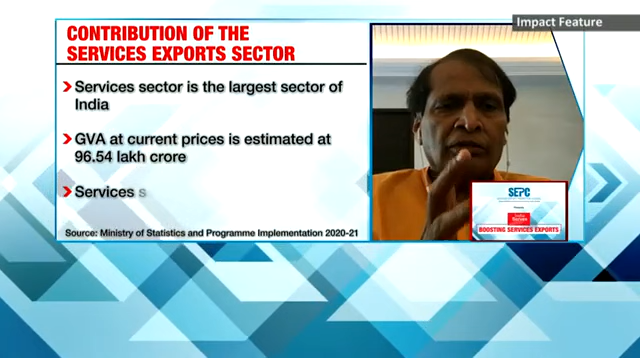 Impact Feature
CONTRIBUTION OF THE
SERVICES EXPORTS SECTOR
Services sector is the largest sector of
India
GVA at current prices is estimated at
96.54 lakh crore
Services s
Source: Ministry of Statistics and Programme Implementation 2020-21
SEPC
BOOSTING SERVICES EXPORTS